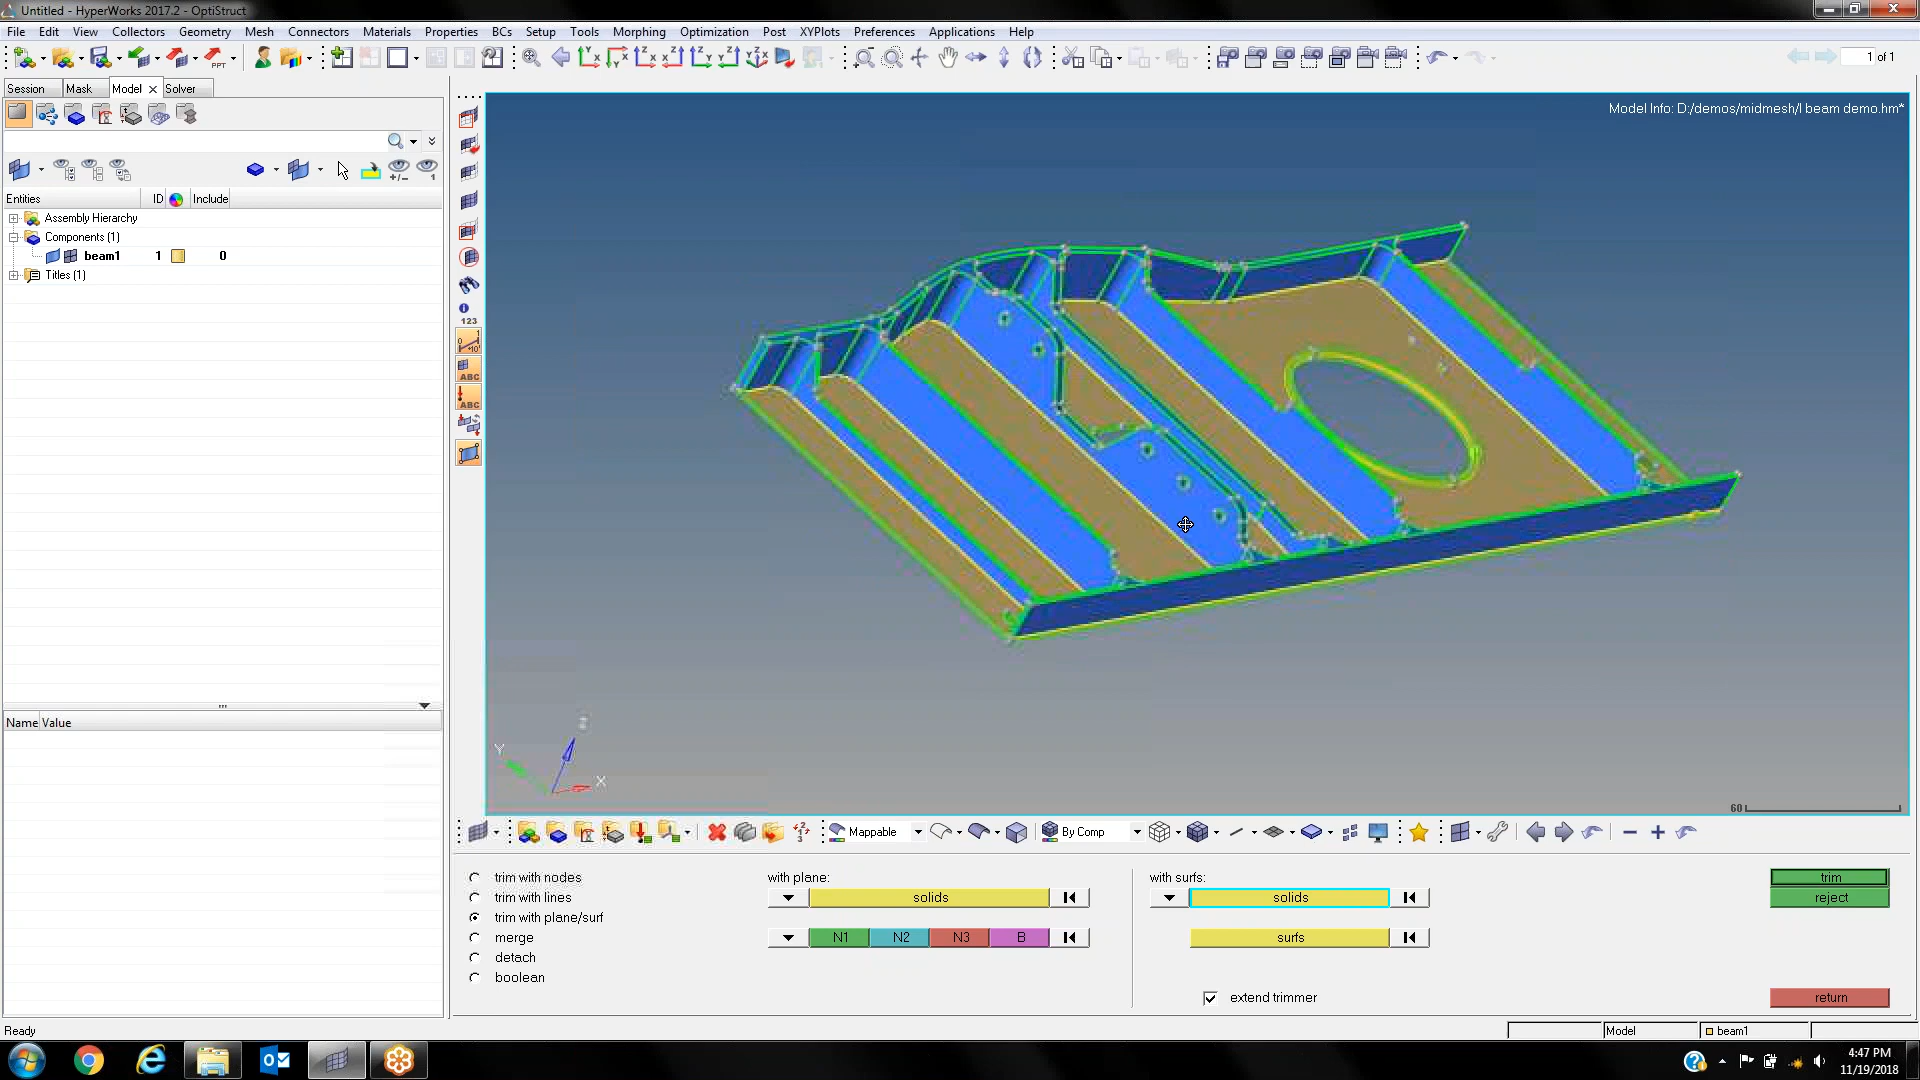 Untitled - HyperWorks 2017.2 - OptiStruct
File Edit View Collectors Geometry Mesh Connectors Materials Properties BCs Setup Tools Morphing Optimization Post XYPlots Preferences Applications Help
1 of 1
Session Mask Model Solver
Model Info: D:/demos/midmesh/I beam demo.hm*
Entities ID Include
Assembly Hierarchy
Components (1)
beam1 1 0
Titles (1)
123
ABC
ABC
Name Value
Y
X
60
Mappable
By Comp
trim with nodes
trim with lines
trim with plane/surf
merge
detach
boolean
with plane:
solids
N1 N2 N3 B
with surfs:
solids
surfs
extend trimmer
trim
reject
return
Ready
Model
beam1
4:47 PM
11/19/2018